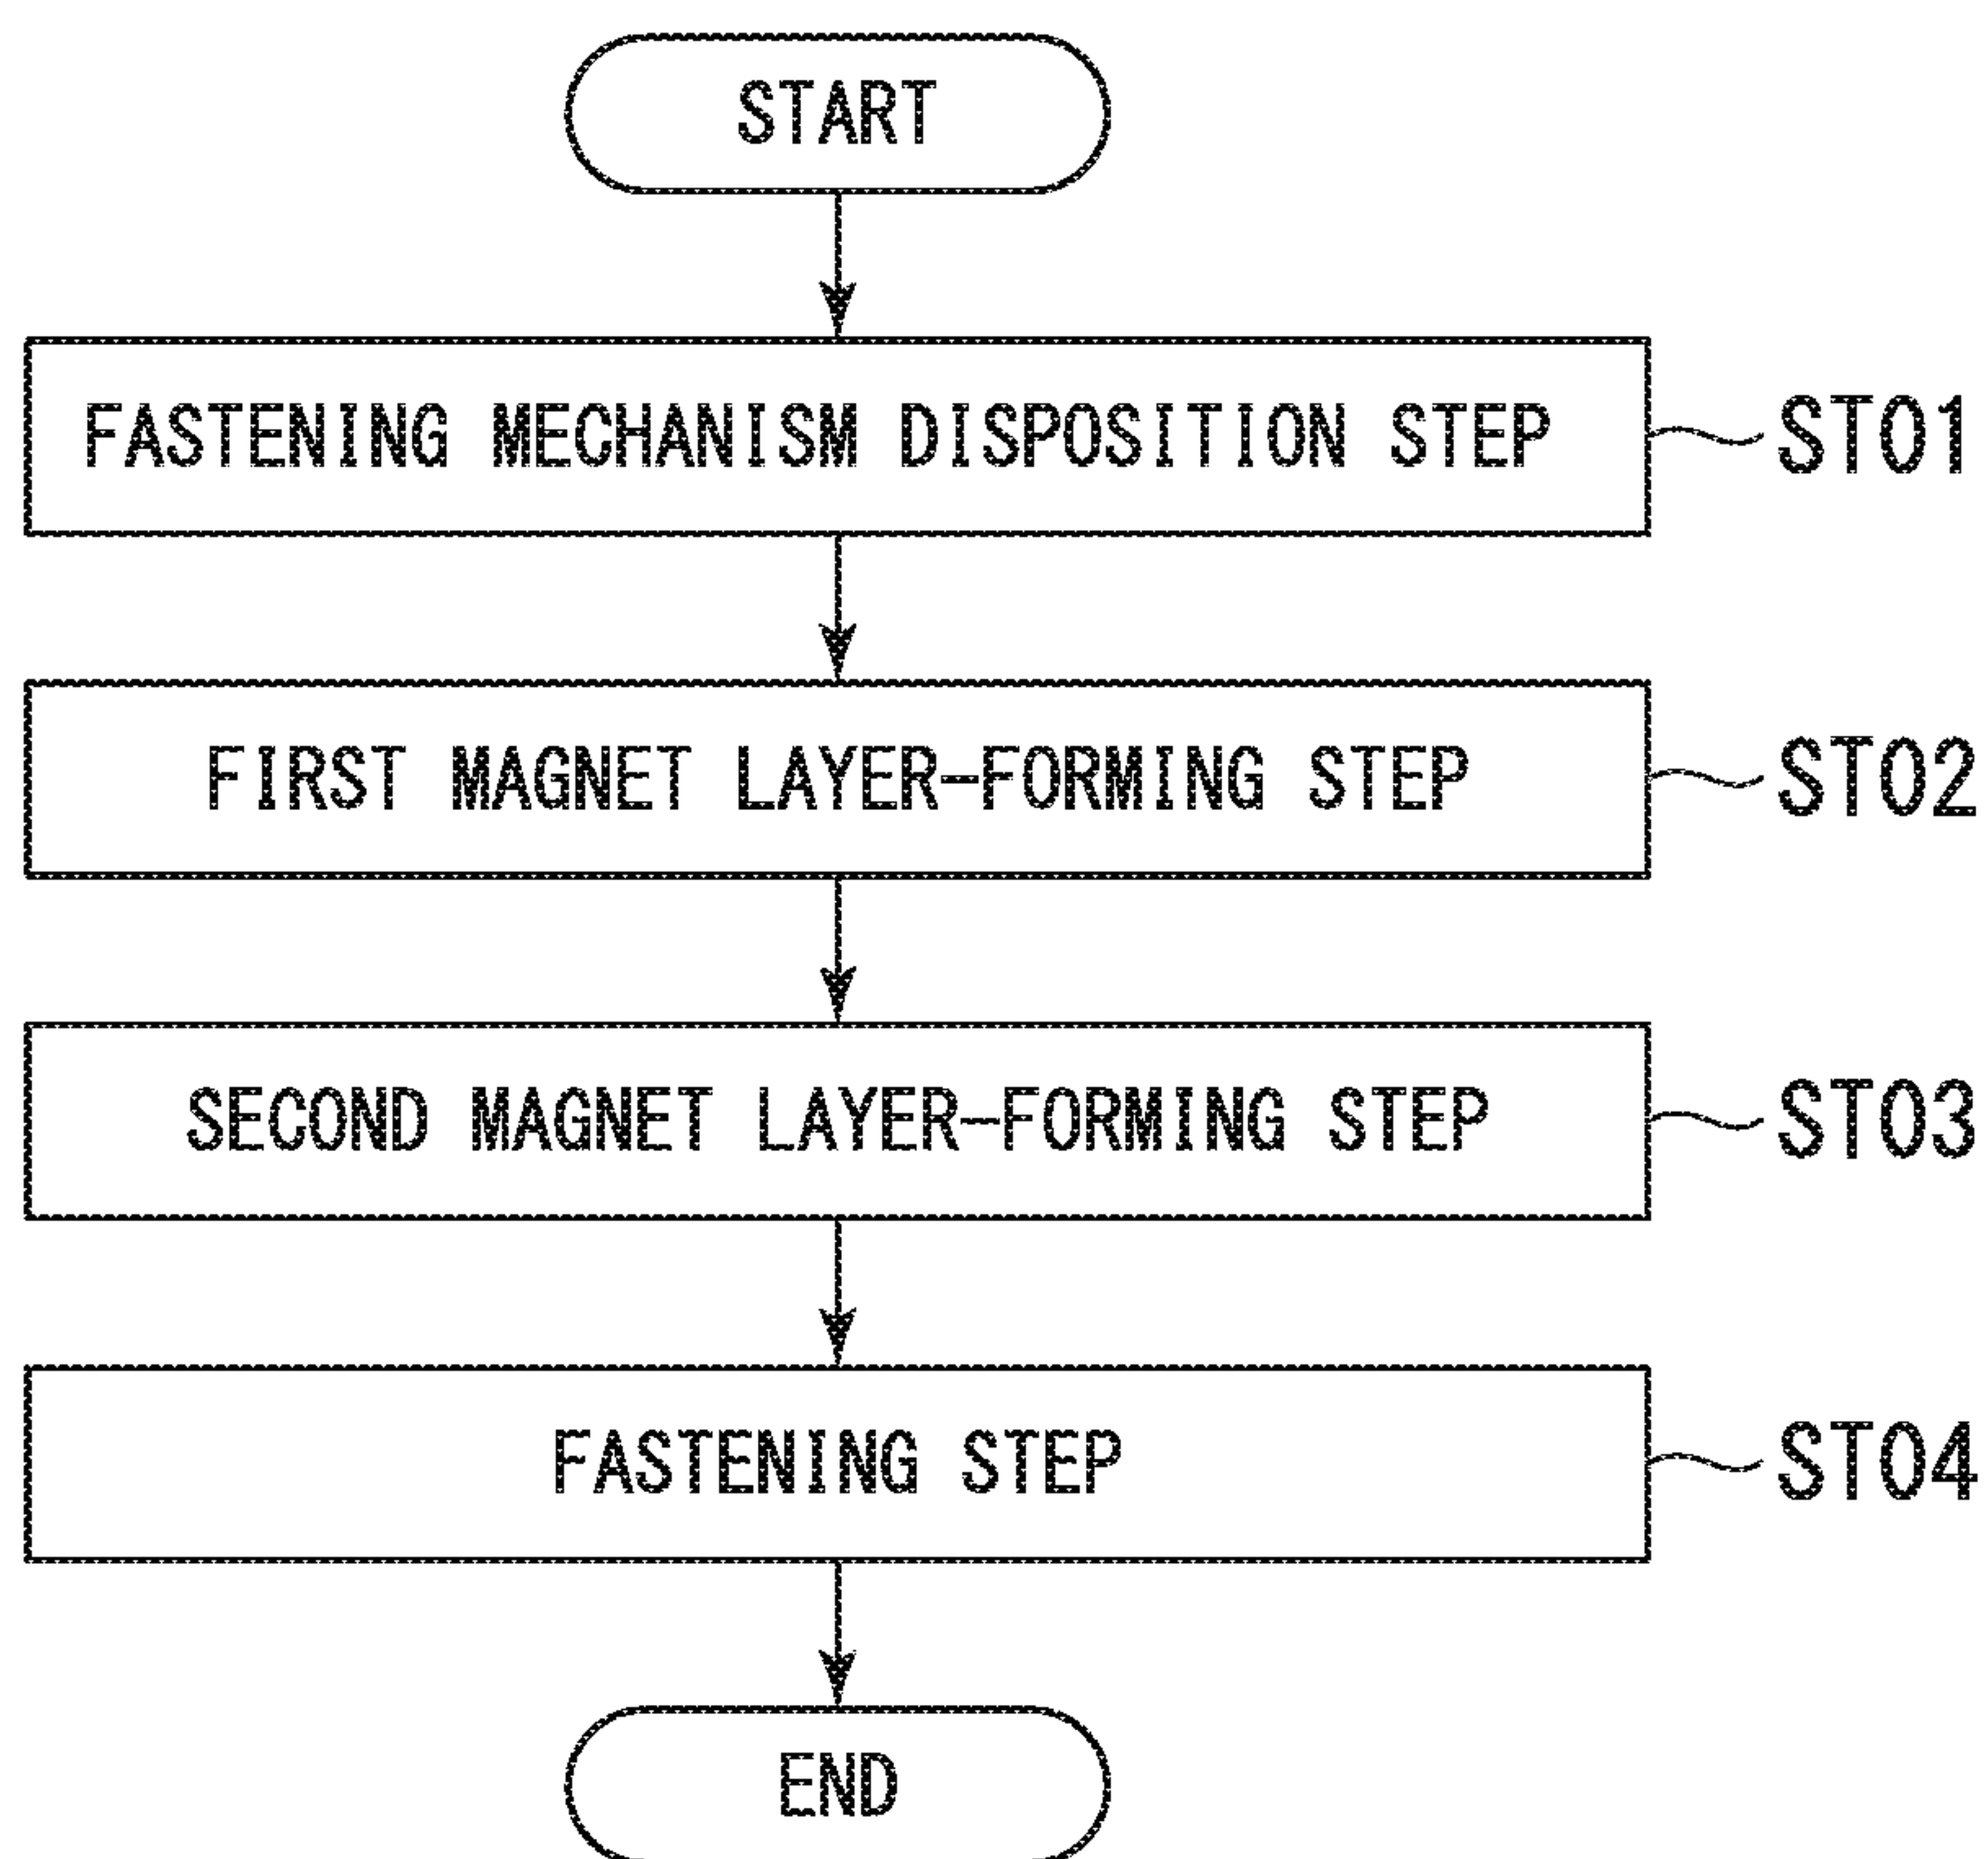 START
FASTENING MECHANISM DISPOSITION STEP ST01
FIRST MAGNET LAYER-FORMING STEP ST02
SECOND MAGNET LAYER-FORMING STEP ST03
FASTENING STEP ST04
END